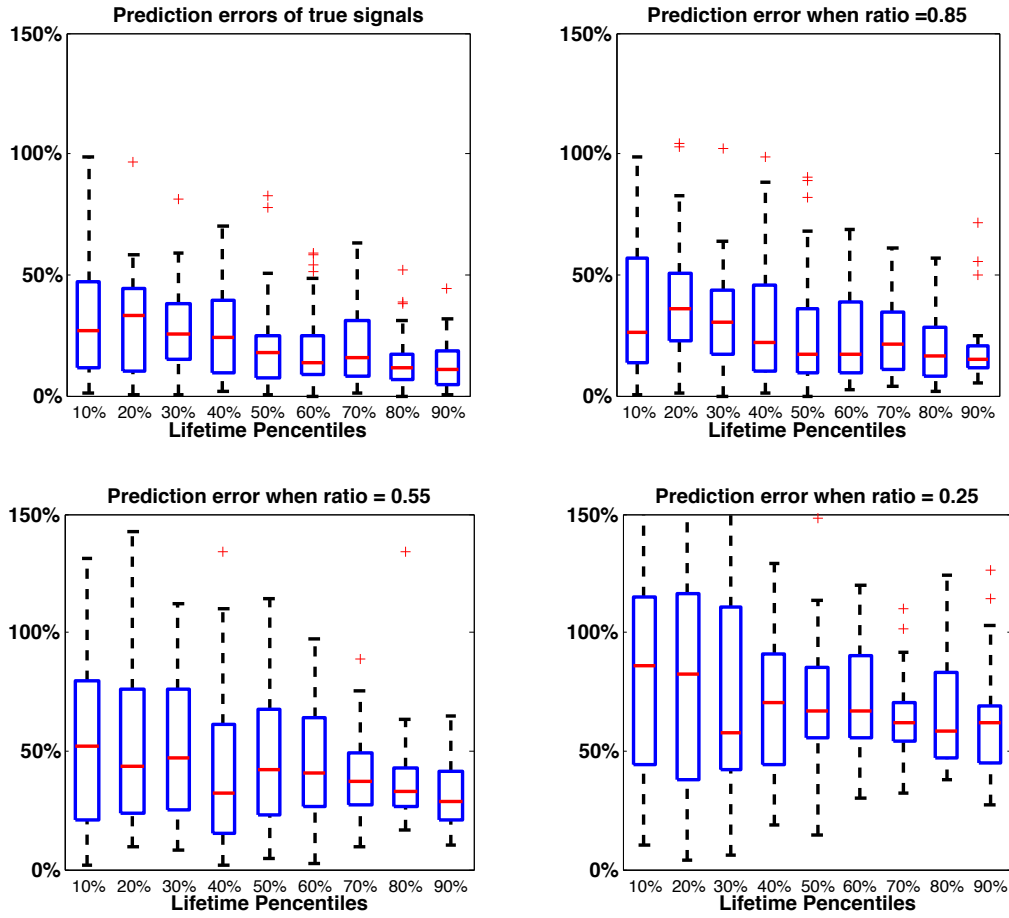 Prediction errors of true signals
150%
100%
50%
0%
10% 20% 30% 40% 50% 60% 70% 80% 90%
Lifetime Pencentiles
Prediction error when ratio =0.85
150%
100%
50%
0%
10% 20% 30% 40% 50% 60% 70% 80% 90%
Lifetime Pencentiles
Prediction error when ratio = 0.55
150%
100%
50%
0%
10% 20% 30% 40% 50% 60% 70% 80% 90%
Lifetime Pencentiles
Prediction error when ratio = 0.25
150%
100%
50%
0%
10% 20% 30% 40% 50% 60% 70% 80% 90%
Lifetime Pencentiles